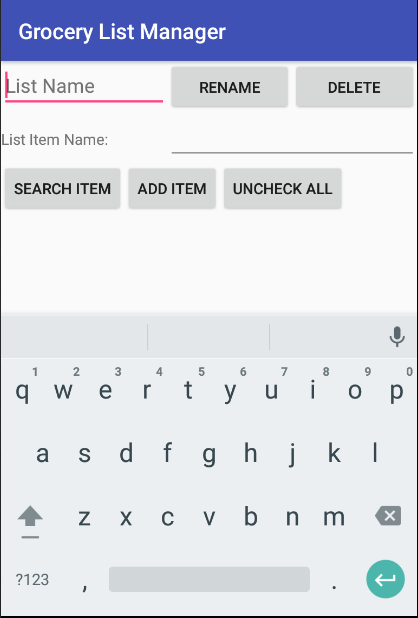 Grocery List Manager
List Name RENAME DELETE
List Item Name:
SEARCH ITEM ADD ITEM UNCHECK ALL
1 2 3 4 5 6 7 8 9 0
q w e r t y u i o p
a s d f g h j k l
z x c v b n m
?123 , .